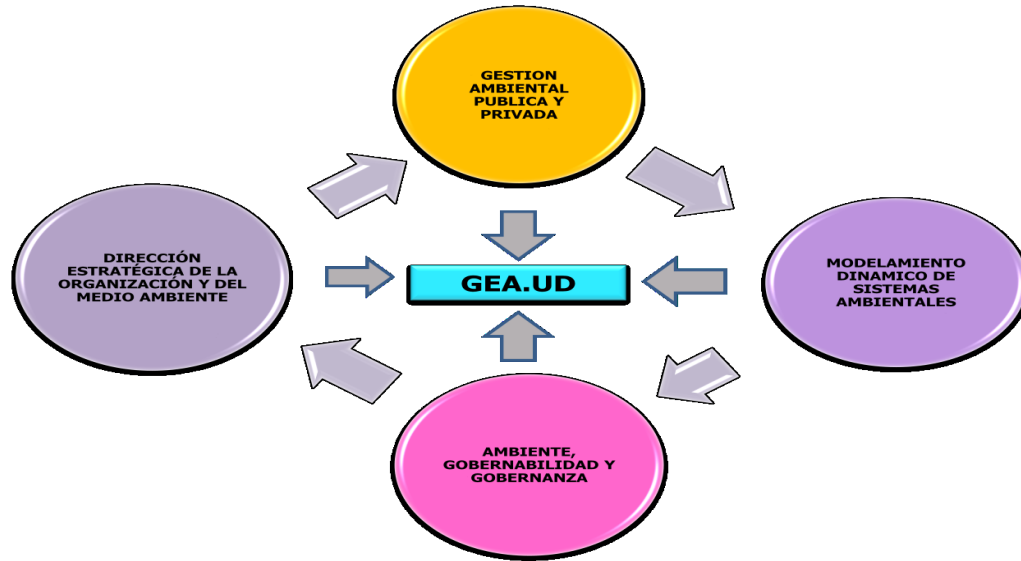 GESTION
AMBIENTAL
PUBLICA Y
PRIVADA
DIRECCIÓN
ESTRATÉGICA DE LA
ORGANIZACIÓN Y DEL
MEDIO AMBIENTE
GEA.UD
MODELAMIENTO
DINAMICO DE
SISTEMAS
AMBIENTALES
AMBIENTE,
GOBERNABILIDAD Y
GOBERNANZA